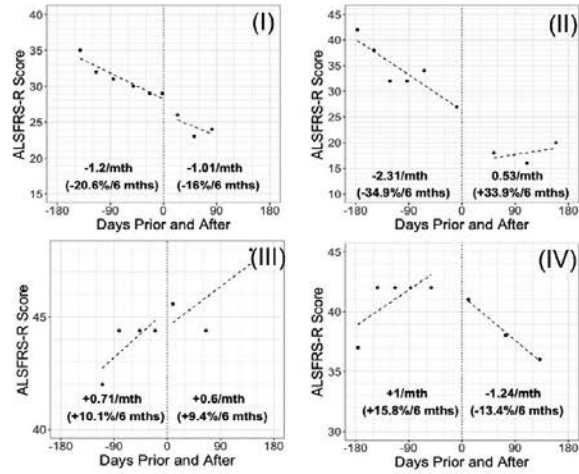 (I)
ALSFRS-R Score
40
35
30
25
20
15
-1.2/mth
(-20.6%/6 mths)
-1.01/mth
(-16%/6 mths)
-180 -90 0 90 180
Days Prior and After
(II)
ALSFRS-R Score
45
40
35
30
25
20
15
10
-2.31/mth
(-34.9%/6 mths)
0.53/mth
(+33.9%/6 mths)
-180 -90 0 90 180
Days Prior and After
(III)
ALSFRS-R Score
45
40
+0.71/mth
(+10.1%/6 mths)
+0.6/mth
(+9.4%/6 mths)
-180 -90 0 90 180
Days Prior and After
(IV)
ALSFRS-R Score
45
40
35
30
+1/mth
(+15.8%/6 mths)
-1.24/mth
(-13.4%/6 mths)
-180 -90 0 90 180
Days Prior and After